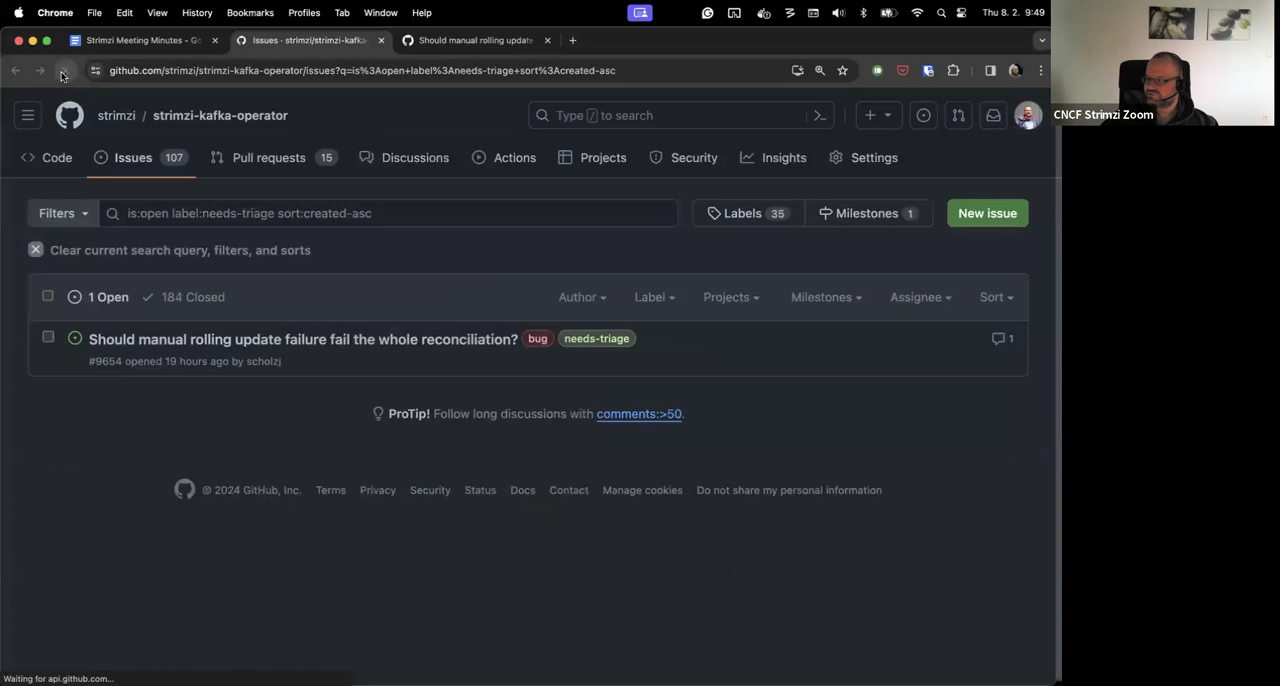 Chrome File Edit View History Bookmarks Profiles Tab Window Help Thu 8. 2. 9:49
Strimzi Meeting Minutes - Go Issues · strimzi/strimzi-kafka- Should manual rolling update
github.com/strimzi/strimzi-kafka-operator/issues?q=is%3Aopen+label%3Aneeds-triage+sort%3Acreated-asc
CNCF Strimzi Zoom
strimzi / strimzi-kafka-operator Type / to search
Code Issues 107 Pull requests 15 Discussions Actions Projects Security Insights Settings
Filters is:open label:needs-triage sort:created-asc Labels 35 Milestones 1 New issue
Clear current search query, filters, and sorts
1 Open 184 Closed Author Label Projects Milestones Assignee Sort
Should manual rolling update failure fail the whole reconciliation? bug needs-triage 1
#9654 opened 19 hours ago by scholzj
ProTip! Follow long discussions with comments:>50.
© 2024 GitHub, Inc. Terms Privacy Security Status Docs Contact Manage cookies Do not share my personal information
Waiting for api.github.com...